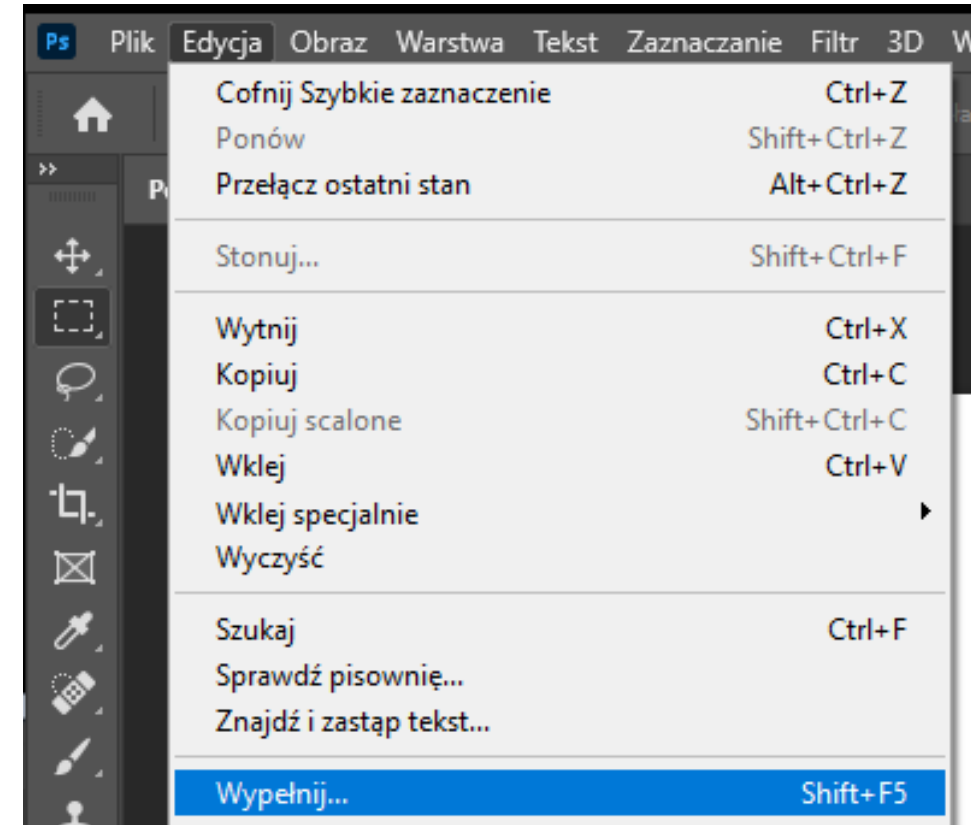 Ps Plik Edycja Obraz Warstwa Tekst Zaznaczanie Filtr 3D W
Cofnij Szybkie zaznaczenie Ctrl+Z
Ponów Shift+Ctrl+Z
Przełącz ostatni stan Alt+Ctrl+Z
Stonuj... Shift+Ctrl+F
Wytnij Ctrl+X
Kopiuj Ctrl+C
Kopiuj scalone Shift+Ctrl+C
Wklej Ctrl+V
Wklej specjalnie
Wyczyść
Szukaj Ctrl+F
Sprawdź pisownię...
Znajdź i zastąp tekst...
Wypełnij... Shift+F5